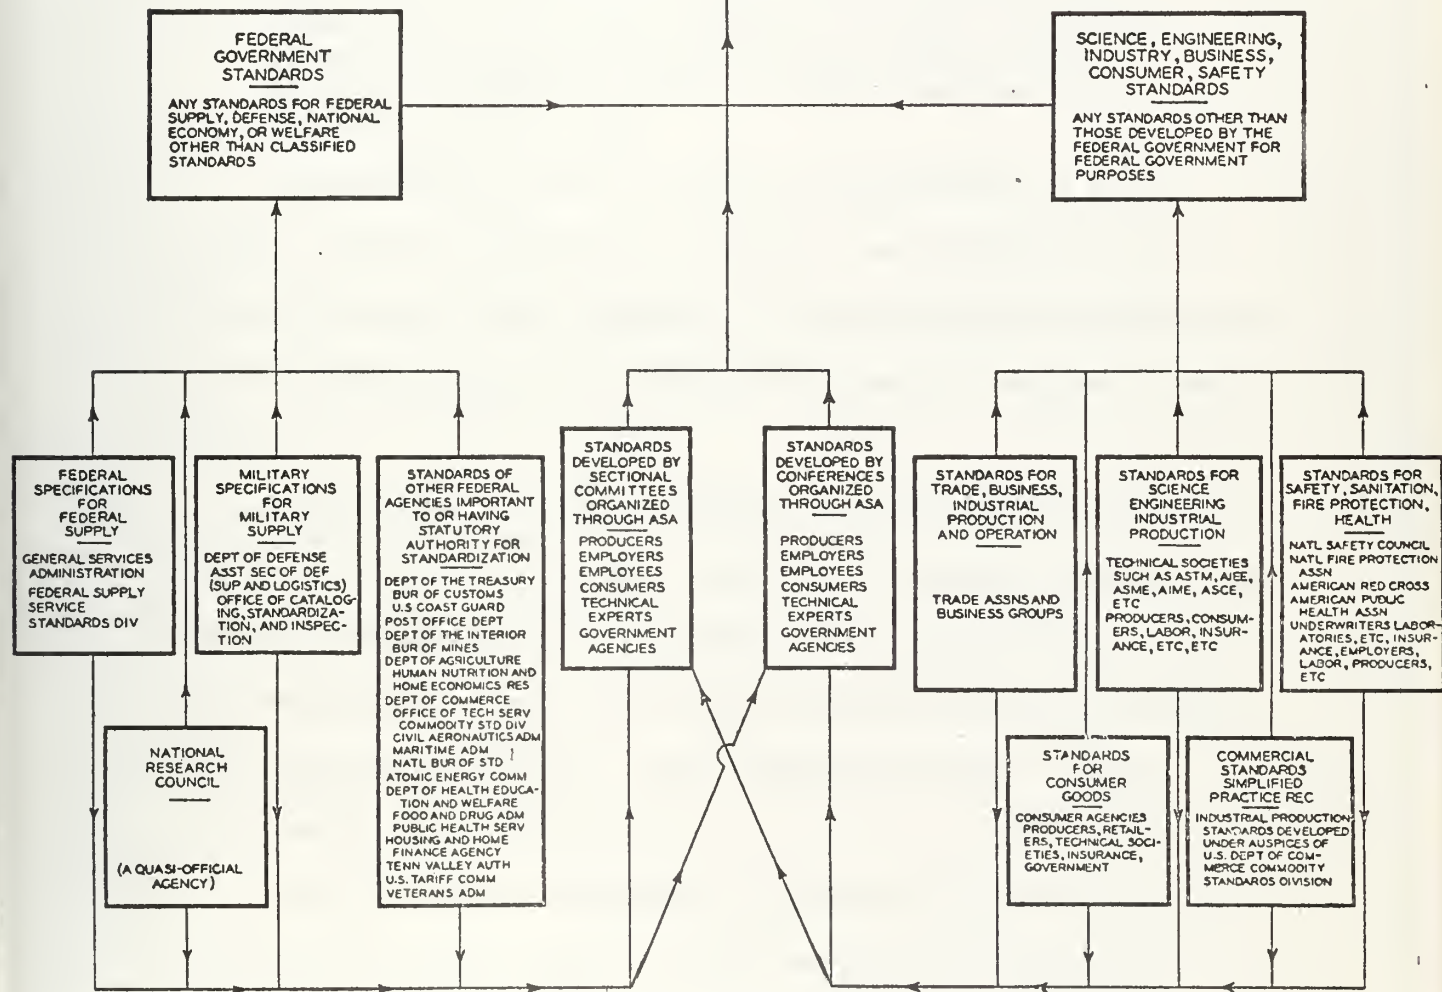 FEDERAL
GOVERNMENT
STANDARDS
ANY STANDARDS FOR FEDERAL
SUPPLY, DEFENSE, NATIONAL
ECONOMY, OR WELFARE
OTHER THAN CLASSIFIED
STANDARDS
SCIENCE, ENGINEERING,
INDUSTRY, BUSINESS,
CONSUMER, SAFETY
STANDARDS
ANY STANDARDS OTHER THAN
THOSE DEVELOPED BY THE
FEDERAL GOVERNMENT FOR
FEDERAL GOVERNMENT
PURPOSES
FEDERAL
SPECIFICATIONS
FOR
FEDERAL
SUPPLY
GENERAL SERVICES
ADMINISTRATION
FEDERAL SUPPLY
SERVICE
STANDARDS DIV
MILITARY
SPECIFICATIONS
FOR
MILITARY
SUPPLY
DEPT OF DEFENSE
ASST SEC OF DEF
(SUP AND LOGISTICS)
OFFICE OF CATALOG-
ING, STANDARDIZA-
TION, AND INSPEC-
TION
STANDARDS OF
OTHER FEDERAL
AGENCIES IMPORTANT
TO OR HAVING
STATUTORY
AUTHORITY FOR
STANDARDIZATION
DEPT OF THE TREASURY
BUR OF CUSTOMS
U.S COAST GUARD
POST OFFICE DEPT
DEPT OF THE INTERIOR
BUR OF MINES
DEPT OF AGRICULTURE
HUMAN NUTRITION AND
HOME ECONOMICS RES
DEPT OF COMMERCE
OFFICE OF TECH SERV
COMMODITY STD DIV
CIVIL AERONAUTICS ADM
MARITIME ADM
NATL BUR OF STD
ATOMIC ENERGY COMM
DEPT OF HEALTH EDUCA-
TION AND WELFARE
FOOD AND DRUG ADM
PUBLIC HEALTH SERV
HOUSING AND HOME
FINANCE AGENCY
TENN VALLEY AUTH
U.S. TARIFF COMM
VETERANS ADM
STANDARDS
DEVELOPED BY
SECTIONAL
COMMITTEES
ORGANIZED
THROUGH ASA
PRODUCERS
EMPLOYERS
EMPLOYEES
CONSUMERS
TECHNICAL
EXPERTS
GOVERNMENT
AGENCIES
STANDARDS
DEVELOPED BY
CONFERENCES
ORGANIZED
THROUGH ASA
PRODUCERS
EMPLOYERS
EMPLOYEES
CONSUMERS
TECHNICAL
EXPERTS
GOVERNMENT
AGENCIES
STANDARDS FOR
TRADE, BUSINESS,
INDUSTRIAL
PRODUCTION
AND OPERATION
TRADE ASSNS AND
BUSINESS GROUPS
STANDARDS FOR
SCIENCE
ENGINEERING
INDUSTRIAL
PRODUCTION
TECHNICAL SOCIETIES
SUCH AS ASTM, AIEE,
ASME, AIME, ASCE,
ETC
PRODUCERS, CONSUM-
ERS, LABOR, INSUR-
ANCE, ETC, ETC
STANDARDS FOR
SAFETY, SANITATION,
FIRE PROTECTION,
HEALTH
NATL SAFETY COUNCIL
NATL FIRE PROTECTION
ASSN
AMERICAN RED CROSS
AMERICAN PUBLIC
HEALTH ASSN
UNDERWRITERS LABOR-
ATORIES, ETC, INSUR-
ANCE, EMPLOYERS,
LABOR, PRODUCERS,
ETC
NATIONAL
RESEARCH
COUNCIL
(A QUASI-OFFICIAL
AGENCY)
STANDARDS
FOR
CONSUMER
GOODS
CONSUMER AGENCIES
PRODUCERS, RETAIL-
ERS, TECHNICAL SOCI-
ETIES, INSURANCE,
GOVERNMENT
COMMERCIAL
STANDARDS
SIMPLIFIED
PRACTICE REC
INDUSTRIAL PRODUCTION
STANDARDS DEVELOPED
UNDER AUSPICES OF
U.S. DEPT OF COM-
MERCE COMMODITY
STANDARDS DIVISION